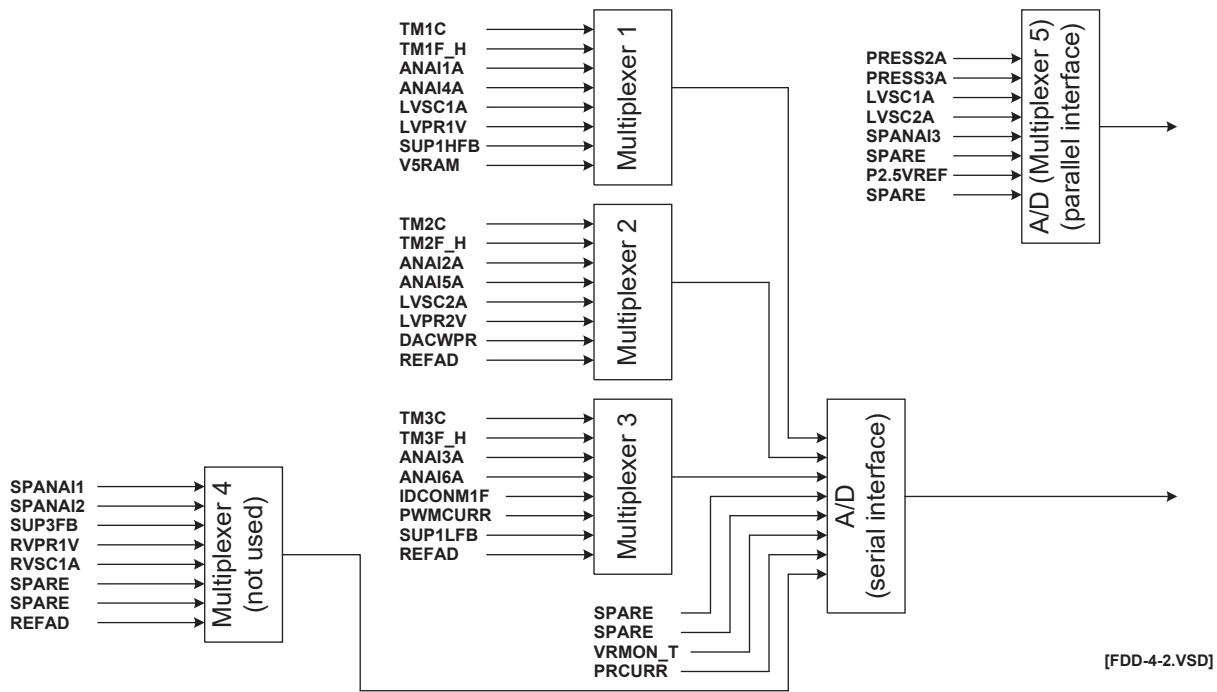 TM1C
TM1F_H
ANAI1A
ANAI4A
LVSC1A
LVPR1V
SUP1HFB
V5RAM
Multiplexer 1
PRESS2A
PRESS3A
LVSC1A
LVSC2A
SPANAI3
SPARE
P2.5VREF
SPARE
A/D (Multiplexer 5)
(parallel interface)
TM2C
TM2F_H
ANAI2A
ANAI5A
LVSC2A
LVPR2V
DACWPR
REFAD
Multiplexer 2
TM3C
TM3F_H
ANAI3A
ANAI6A
IDCONM1F
PWMCURR
SUP1LFB
REFAD
Multiplexer 3
SPANAI1
SPANAI2
SUP3FB
RVPR1V
RVSC1A
SPARE
SPARE
REFAD
Multiplexer 4
(not used)
SPARE
SPARE
VRMON_T
PRCURR
A/D
(serial interface)
[FDD-4-2.VSD]